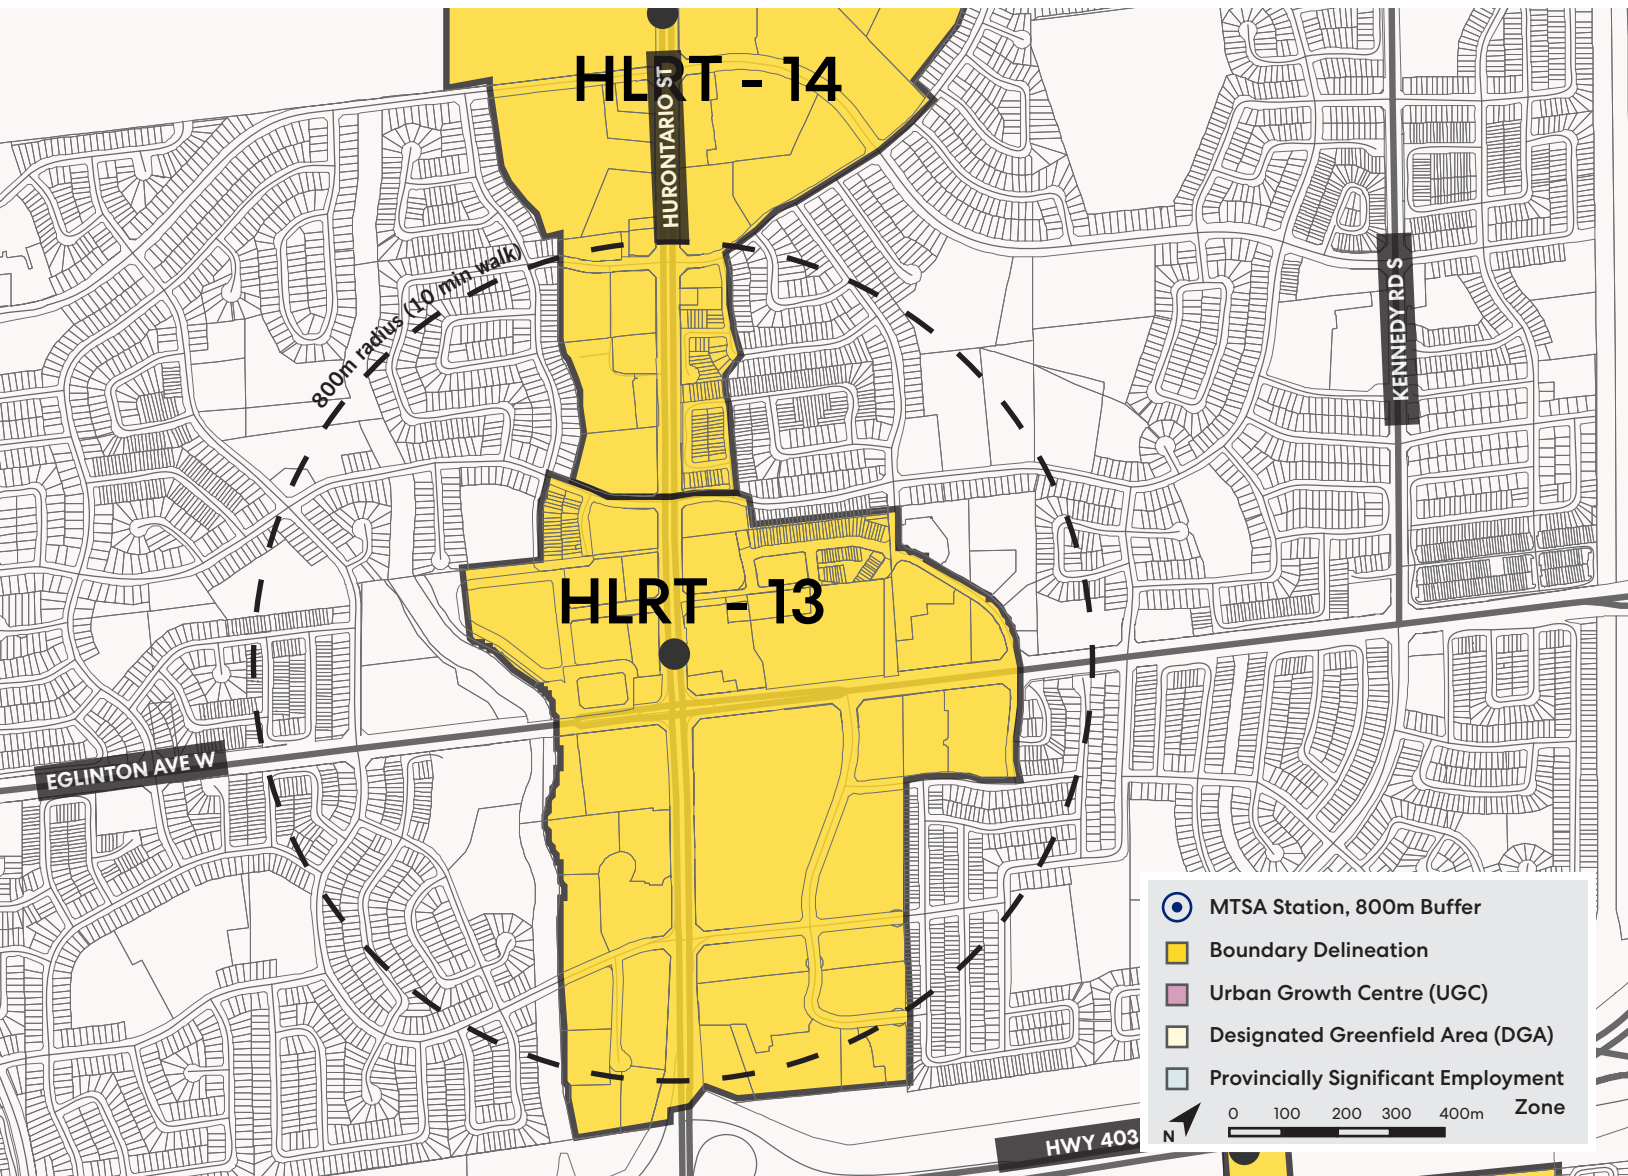 HLRT - 14
HURONTARIO ST
800m radius (10 min walk)
KENNEDY RD S
HLRT - 13
EGLINTON AVE W
HWY 403
MTSA Station, 800m Buffer
Boundary Delineation
Urban Growth Centre (UGC)
Designated Greenfield Area (DGA)
Provincially Significant Employment
Zone
N
0 100 200 300 400m